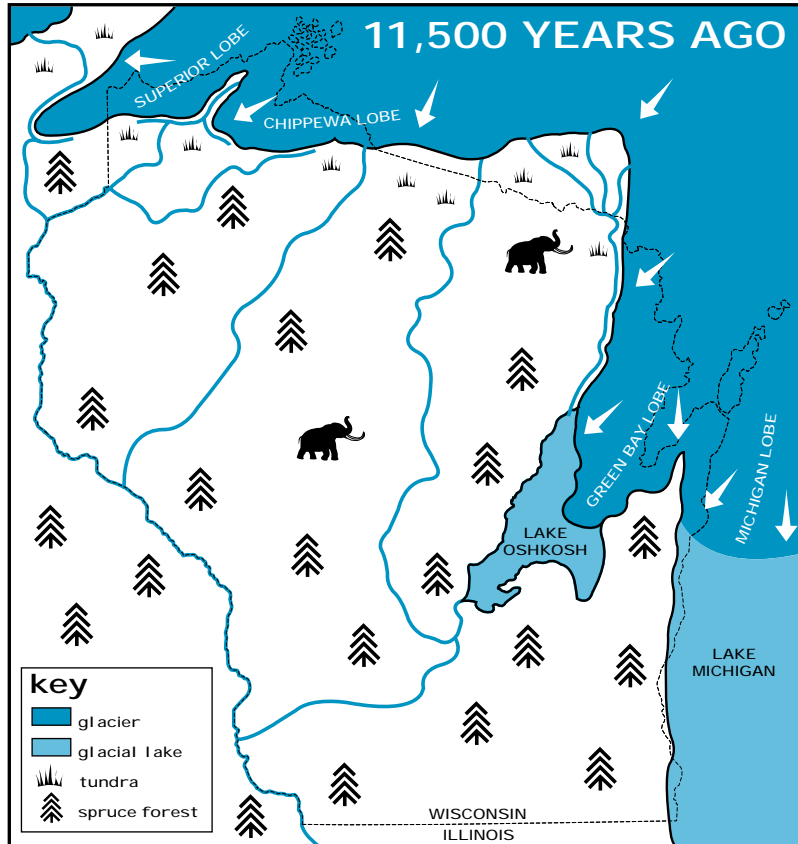 11,500 YEARS AGO
SUPERIOR LOBE
CHIPPEWA LOBE
GREEN BAY LOBE
MICHIGAN LOBE
LAKE
OSHKOSH
LAKE
MICHIGAN
key
glacier
glacial lake
tundra
spruce forest
WISCONSIN
ILLINOIS